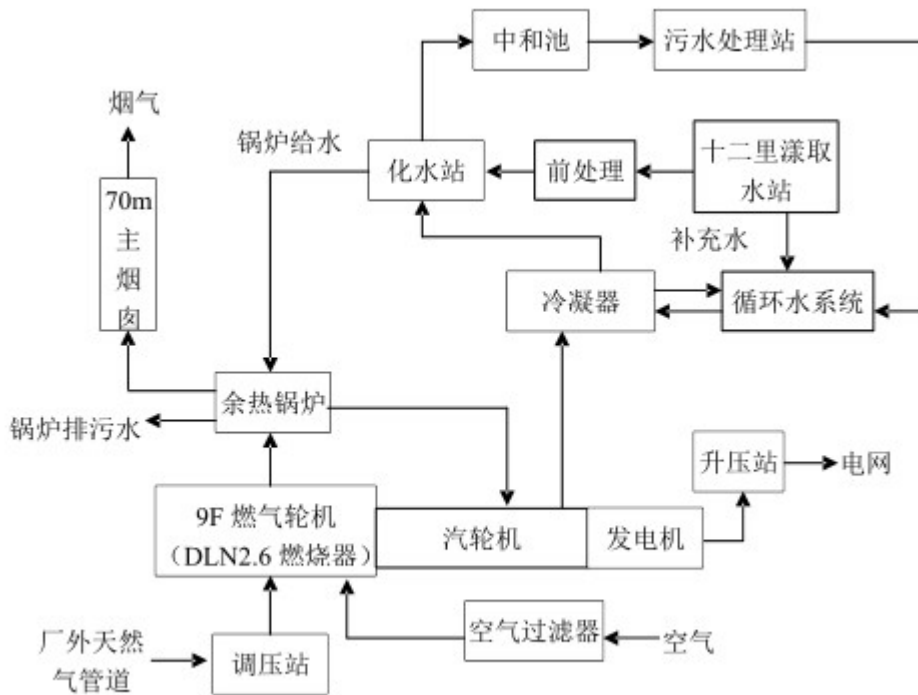 中和池
污水处理站
烟气
锅炉给水
化水站
前处理
十二里漾取
水站
70m
主
烟
囱
补充水
冷凝器
循环水系统
余热锅炉
锅炉排污水
升压站
电网
9F 燃气轮机
（DLN2.6 燃烧器）
汽轮机
发电机
厂外天然
气管道
调压站
空气过滤器
空气